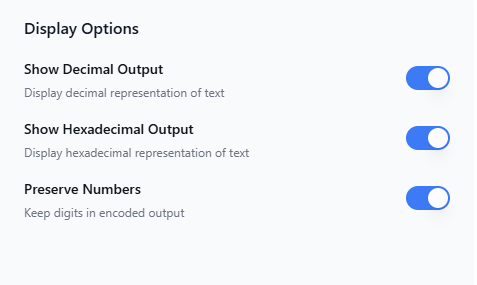 Display Options
Show Decimal Output
Display decimal representation of text
Show Hexadecimal Output
Display hexadecimal representation of text
Preserve Numbers
Keep digits in encoded output